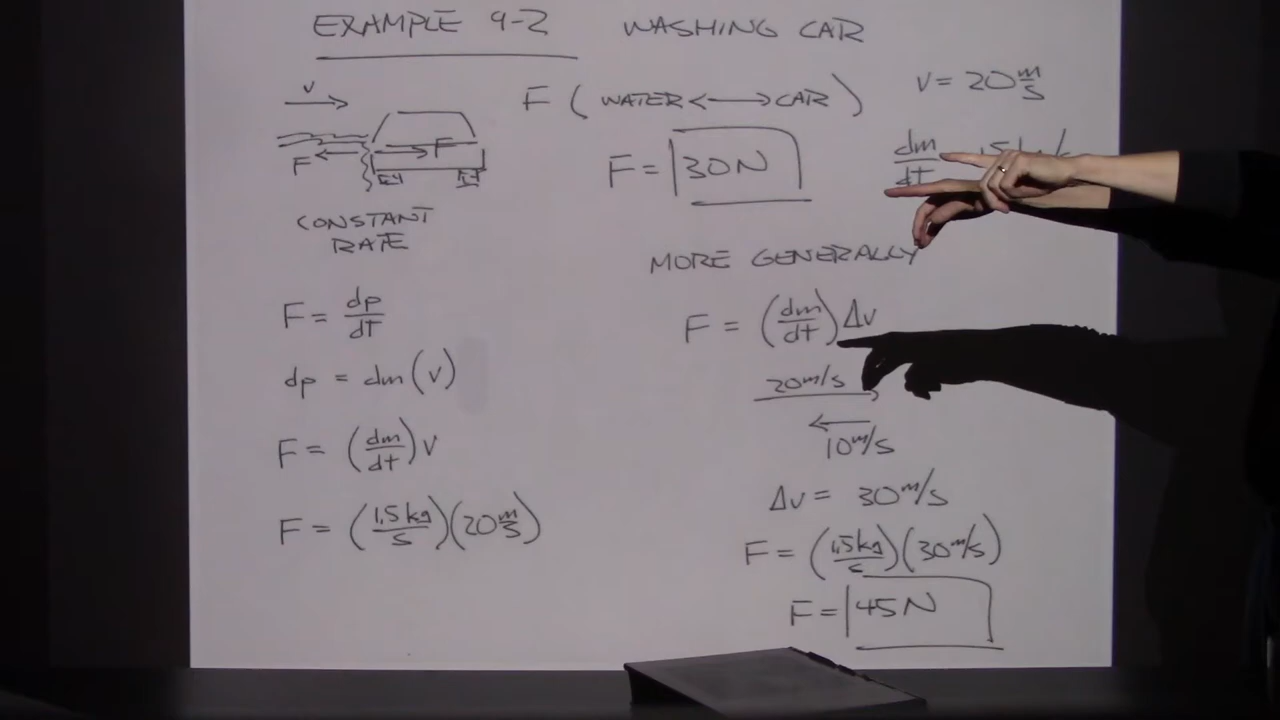 EXAMPLE 9-2 WASHING CAR
v
F F
CONSTANT
RATE
F = dp/dt
dp = dm(v)
F = (dm/dt)v
F = (1.5 kg/s)(20 m/s)
F (WATER <—> CAR)
F = 30N
v = 20 m/s
dm/dt
MORE GENERALLY
F = (dm/dt)Δv
20 m/s
10 m/s
Δv = 30 m/s
F = (1.5 kg/s)(30 m/s)
F = 45 N